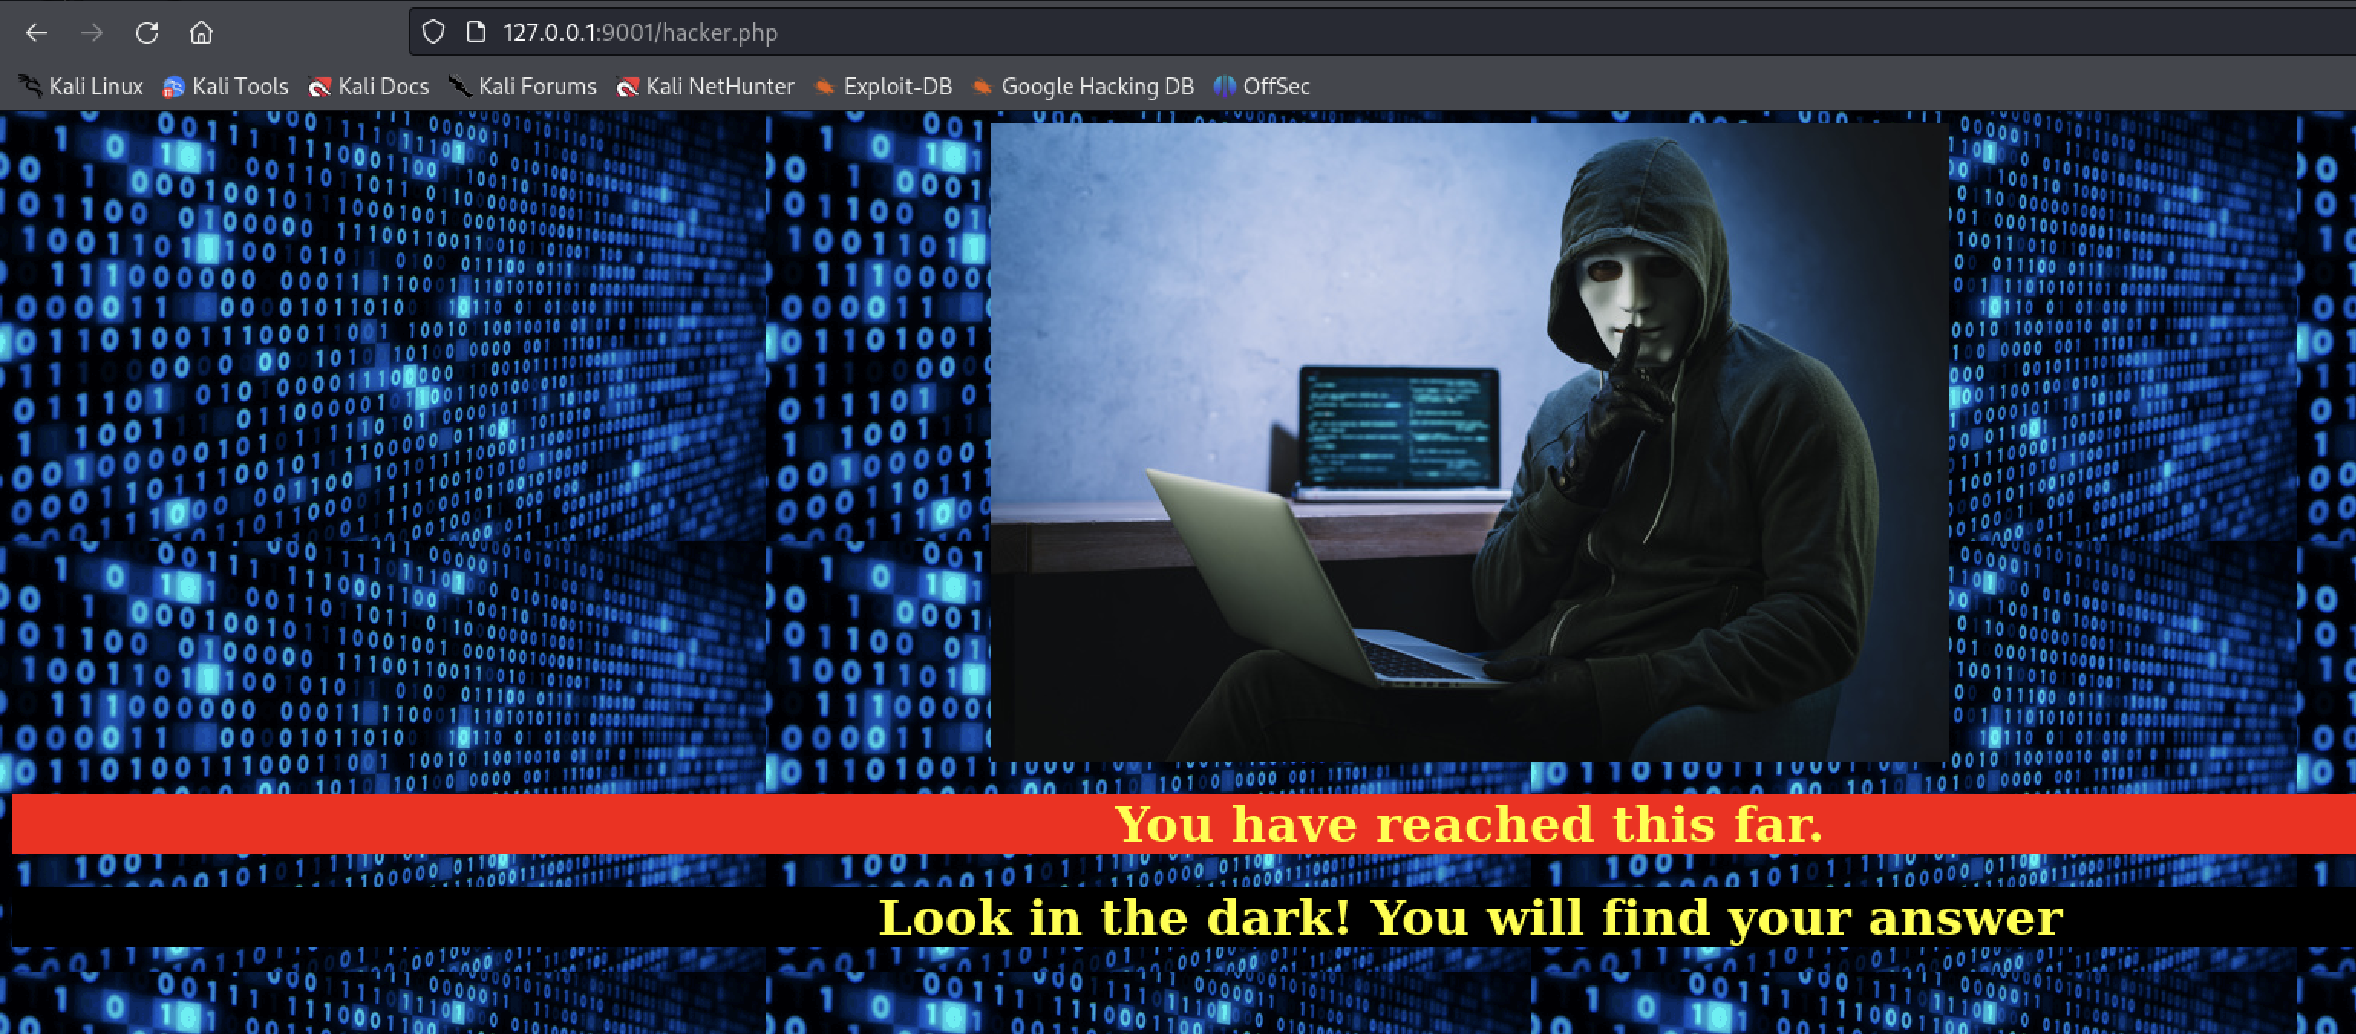 127.0.0.1:9001/hacker.php
Kali Linux Kali Tools Kali Docs Kali Forums Kali NetHunter Exploit-DB Google Hacking DB OffSec
You have reached this far.
Look in the dark! You will find your answer